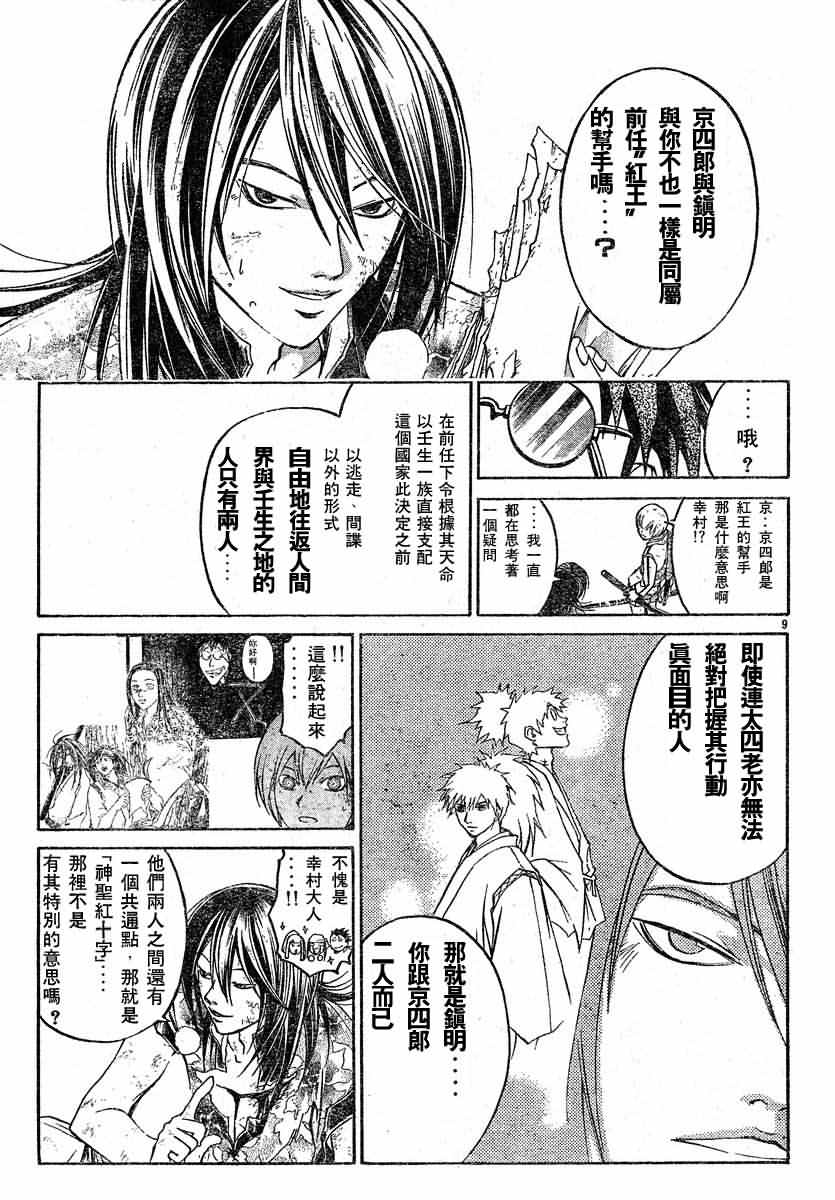 京四郎與鎮明
與你不也一樣是同屬
前任"紅王"
的幫手嗎‥‥？
‥‥哦？
京‥京四郎是
紅王的幫手
那是什麼意思啊
幸村!?
‥‥我一直
都在思考著
一個疑問
在前任下令根據其天命
以壬生一族直接支配
這個國家此決定之前
以逃走、間諜
以外的形式
自由地往返人間
界與壬生之地的
人只有兩人‥‥
9
即使連太四老亦無法
絕對把握其行動
真面目的人
那就是鎮明‥‥
你跟京四郎
二人而已
!!
這麼說起來
‥‥‥
妳好啊—
不愧是
幸村大人
‥‥!!
他們兩人之間還有
一個共通點，那就是
「神聖紅十字」‥‥
那裡不是
有其特別的意思嗎？